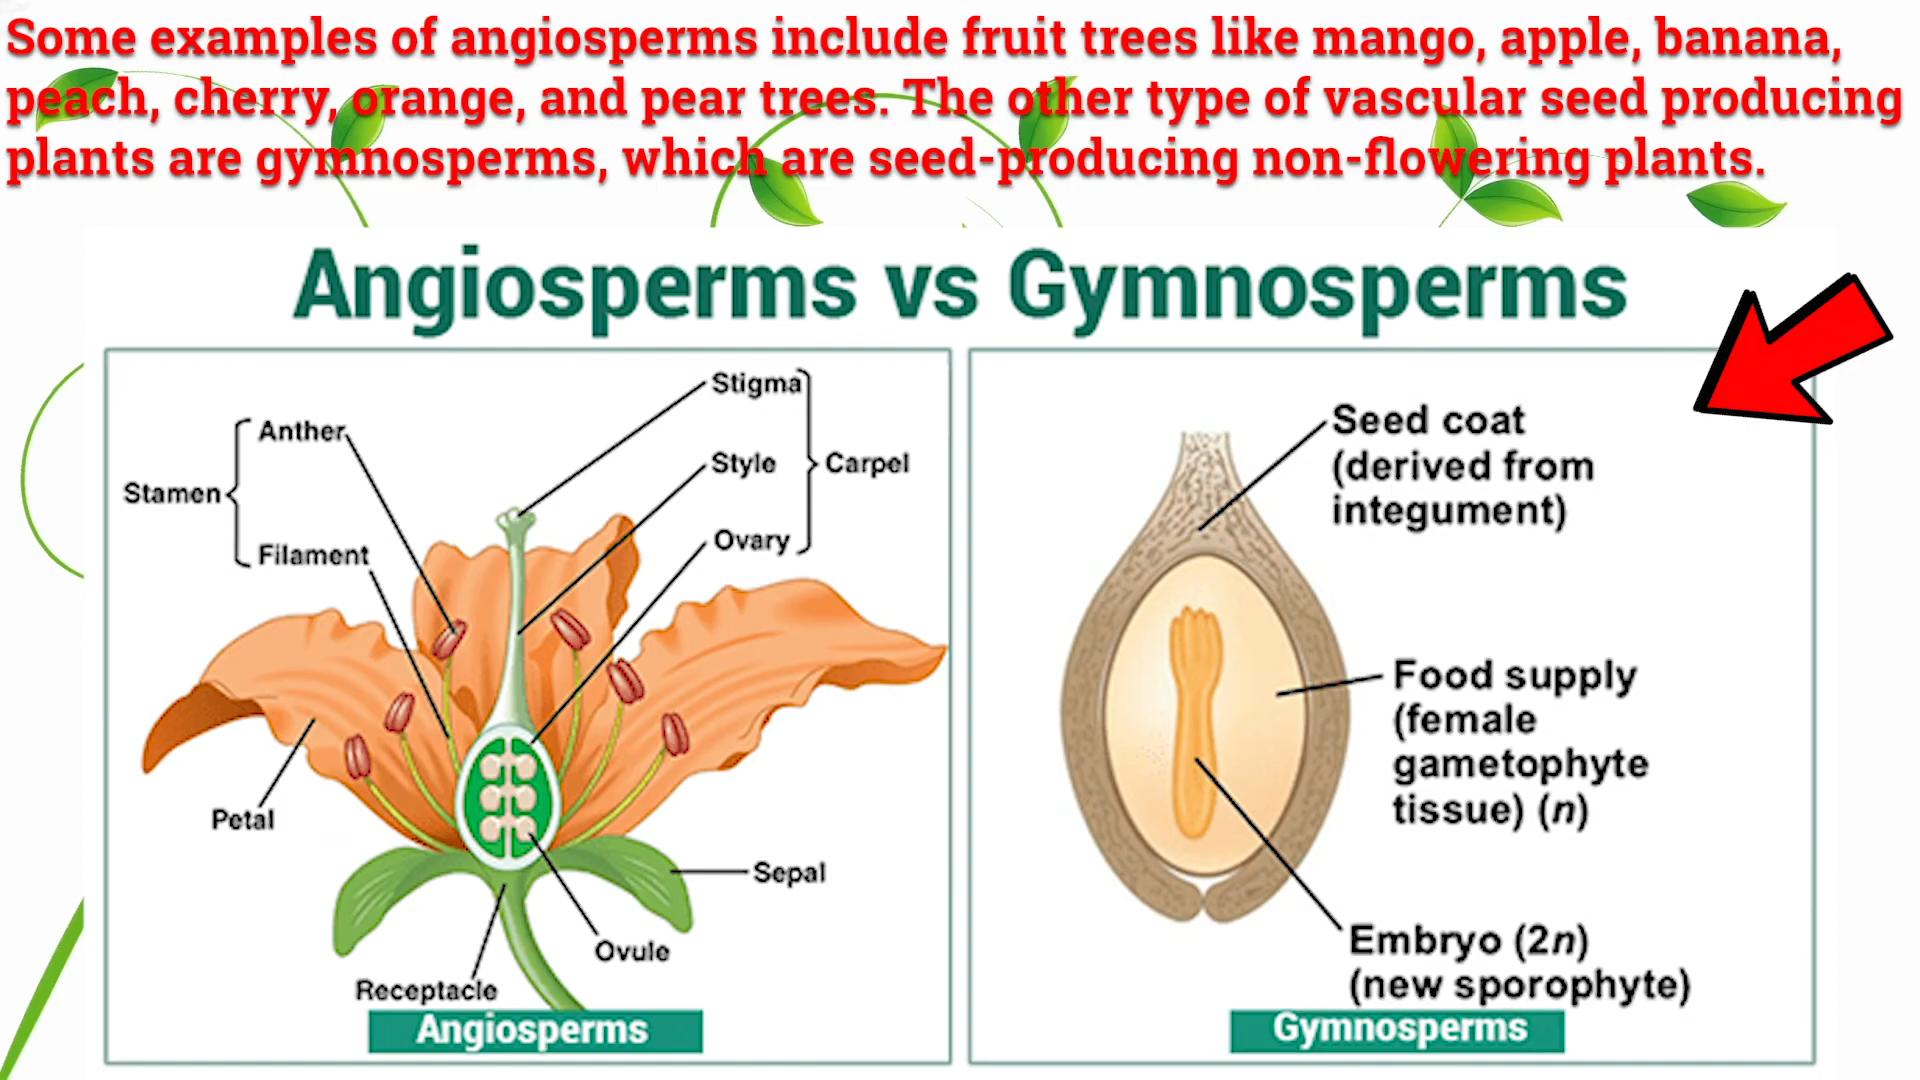 Some examples of angiosperms include fruit trees like mango, apple, banana,
peach, cherry, orange, and pear trees. The other type of vascular seed producing
plants are gymnosperms, which are seed-producing non-flowering plants.
Angiosperms vs Gymnosperms
Stigma
Anther
Style
Carpel
Stamen
Ovary
Filament
Petal
Sepal
Ovule
Receptacle
Angiosperms
Seed coat
(derived from
integument)
Food supply
(female
gametophyte
tissue) (n)
Embryo (2n)
(new sporophyte)
Gymnosperms